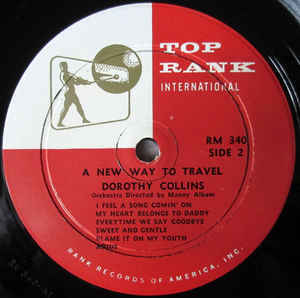 TOP
RANK
INTERNATIONAL
RM 340
SIDE 2
A NEW WAY TO TRAVEL
DOROTHY COLLINS
Orchestra Directed by Manny Albam
I FEEL A SONG COMIN' ON
MY HEART BELONGS TO DADDY
EVERYTIME WE SAY GOODBYE
SWEET AND GENTLE
BLAME IT ON MY YOUTH
ADIOS
RANK RECORDS OF AMERICA, INC.